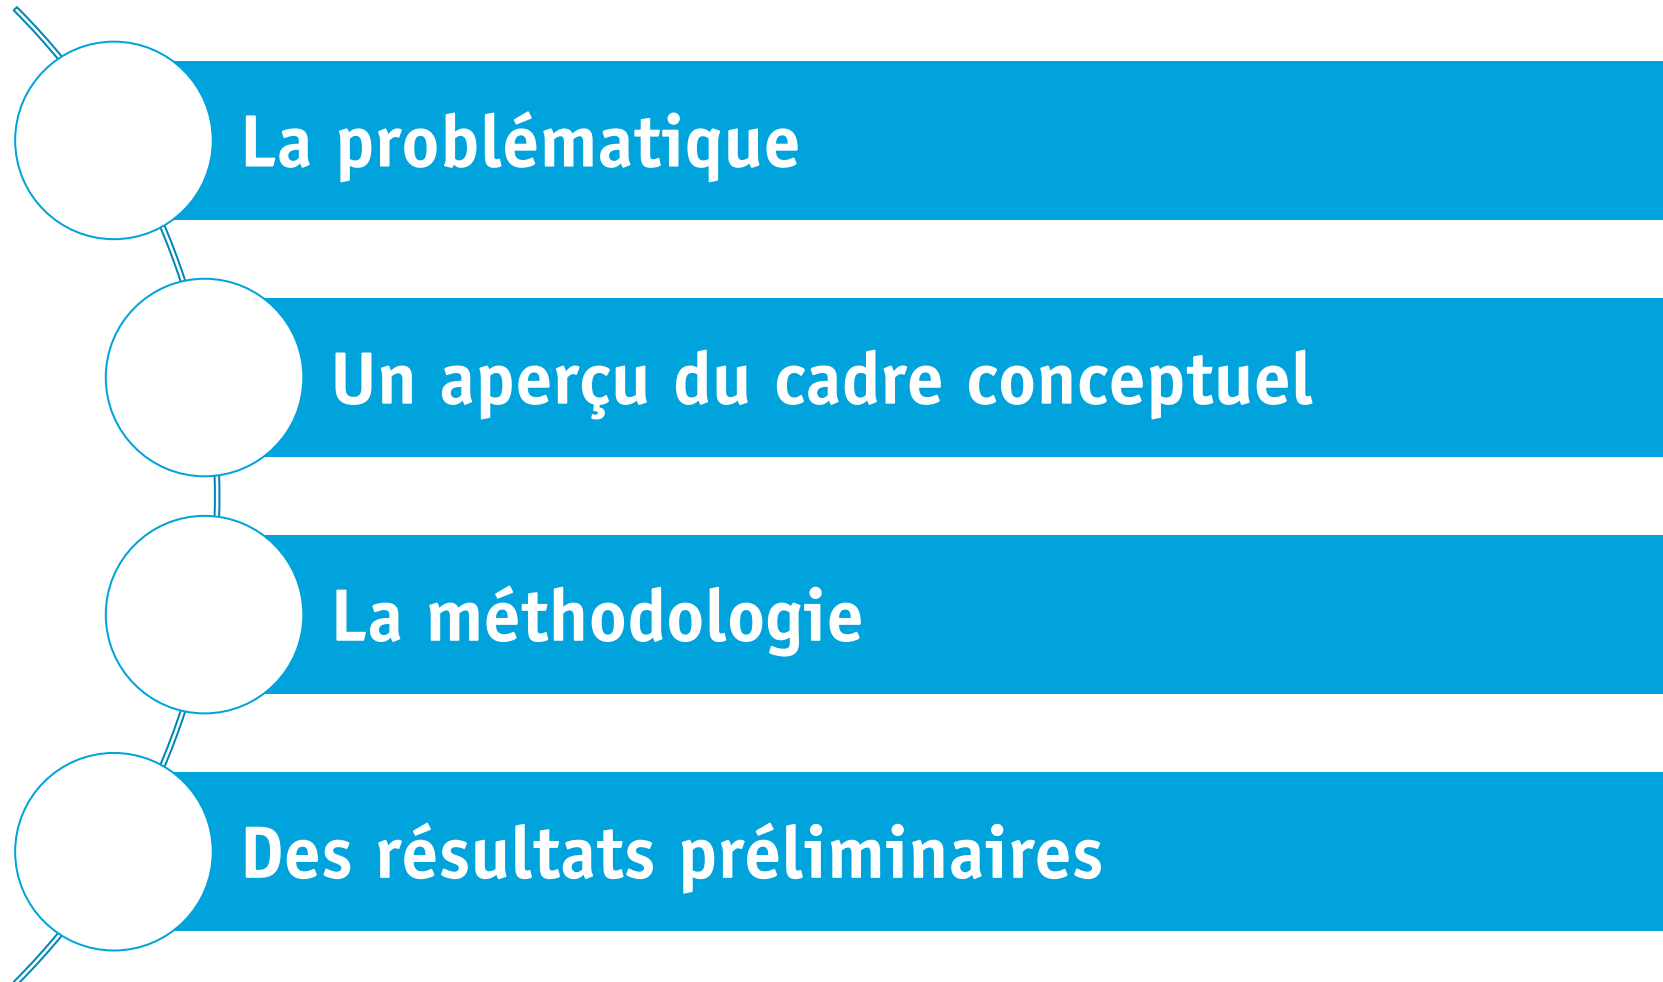 La problématique
Un aperçu du cadre conceptuel
La méthodologie
Des résultats préliminaires